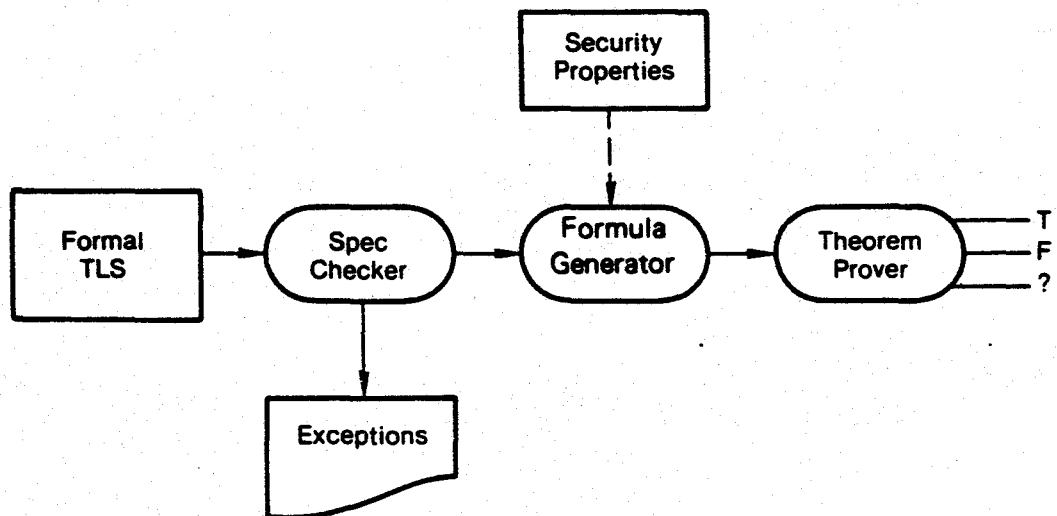 Security
Properties
Formal
TLS
Spec
Checker
Formula
Generator
Theorem
Prover
T
F
?
Exceptions